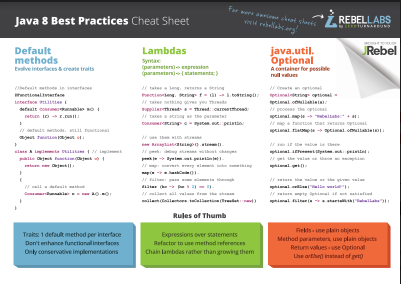 Java 8 Best Practices Cheat Sheet
For more awesome cheat sheets
visit rebellabs.org!
REBELLABS
by ZEROTURNAROUND
BROUGHT TO YOU BY
JRebel
Default
methods
Evolve interfaces & create traits
//Default methods in interfaces
@FunctionalInterface
interface Utilities {
default Consumer<Runnable> m() {
return (r) -> r.run();
}
// default methods, still functional
Object function(Object o);
}
class A implements Utilities { // implement
public Object function(Object o) {
return new Object();
}
{
// call a default method
Consumer<Runnable> n = new A().m();
}
}
Lambdas
Syntax:
(parameters) -> expression
(parameters) -> { statements; }
// takes a Long, returns a String
Function<Long, String> f = (l) -> l.toString();
// takes nothing gives you Threads
Supplier<Thread> s = Thread::currentThread;
// takes a string as the parameter
Consumer<String> c = System.out::println;
// use them with streams
new ArrayList<String>().stream().
// peek: debug streams without changes
peek(e -> System.out.println(e)).
// map: convert every element into something
map(e -> e.hashCode()).
// filter: pass some elements through
filter(hc -> (hc % 2) == 0).
// collect all values from the stream
collect(Collectors.toCollection(TreeSet::new))
java.util.
Optional
A container for possible
null values
// Create an optional
Optional<String> optional =
Optional.ofNullable(a);
// process the optional
optional.map(s -> "RebelLabs:" + s);
// map a function that returns Optional
optional.flatMap(s -> Optional.ofNullable(s));
// run if the value is there
optional.ifPresent(System.out::println);
// get the value or throw an exception
optional.get();
// return the value or the given value
optional.orElse("Hello world!");
// return empty Optional if not satisfied
optional.filter(s -> s.startsWith("RebelLabs"));
Rules of Thumb
Traits: 1 default method per interface
Don't enhance functional interfaces
Only conservative implementations
Expressions over statements
Refactor to use method references
Chain lambdas rather than growing them
Fields - use plain objects
Method parameters, use plain objects
Return values - use Optional
Use orElse() instead of get()